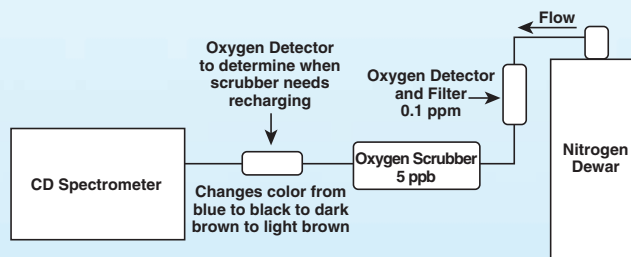 Flow
Oxygen Detector
to determine when
scrubber needs
recharging
Oxygen Detector
and Filter
0.1 ppm
Nitrogen
Dewar
CD Spectrometer
Oxygen Scrubber
5 ppb
Changes color from
blue to black to dark
brown to light brown